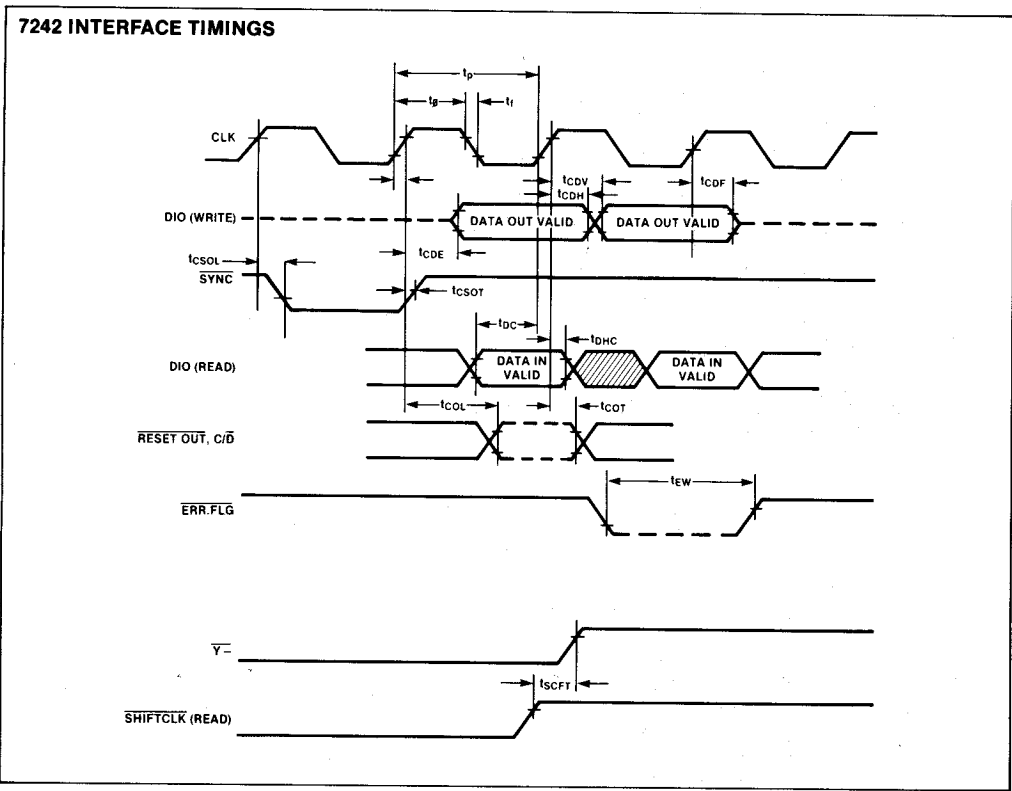 7242 INTERFACE TIMINGS
tp
tø
tf
CLK
tCDV
tCDH
tCDF
DIO (WRITE)
DATA OUT VALID
DATA OUT VALID
tCDE
tCSOL
SYNC
tCSOT
tDC
tDHC
DIO (READ)
DATA IN
VALID
DATA IN
VALID
tCOL
tCOT
RESET OUT, C/D
tEW
ERR.FLG
Y–
tSCFT
SHIFTCLK (READ)